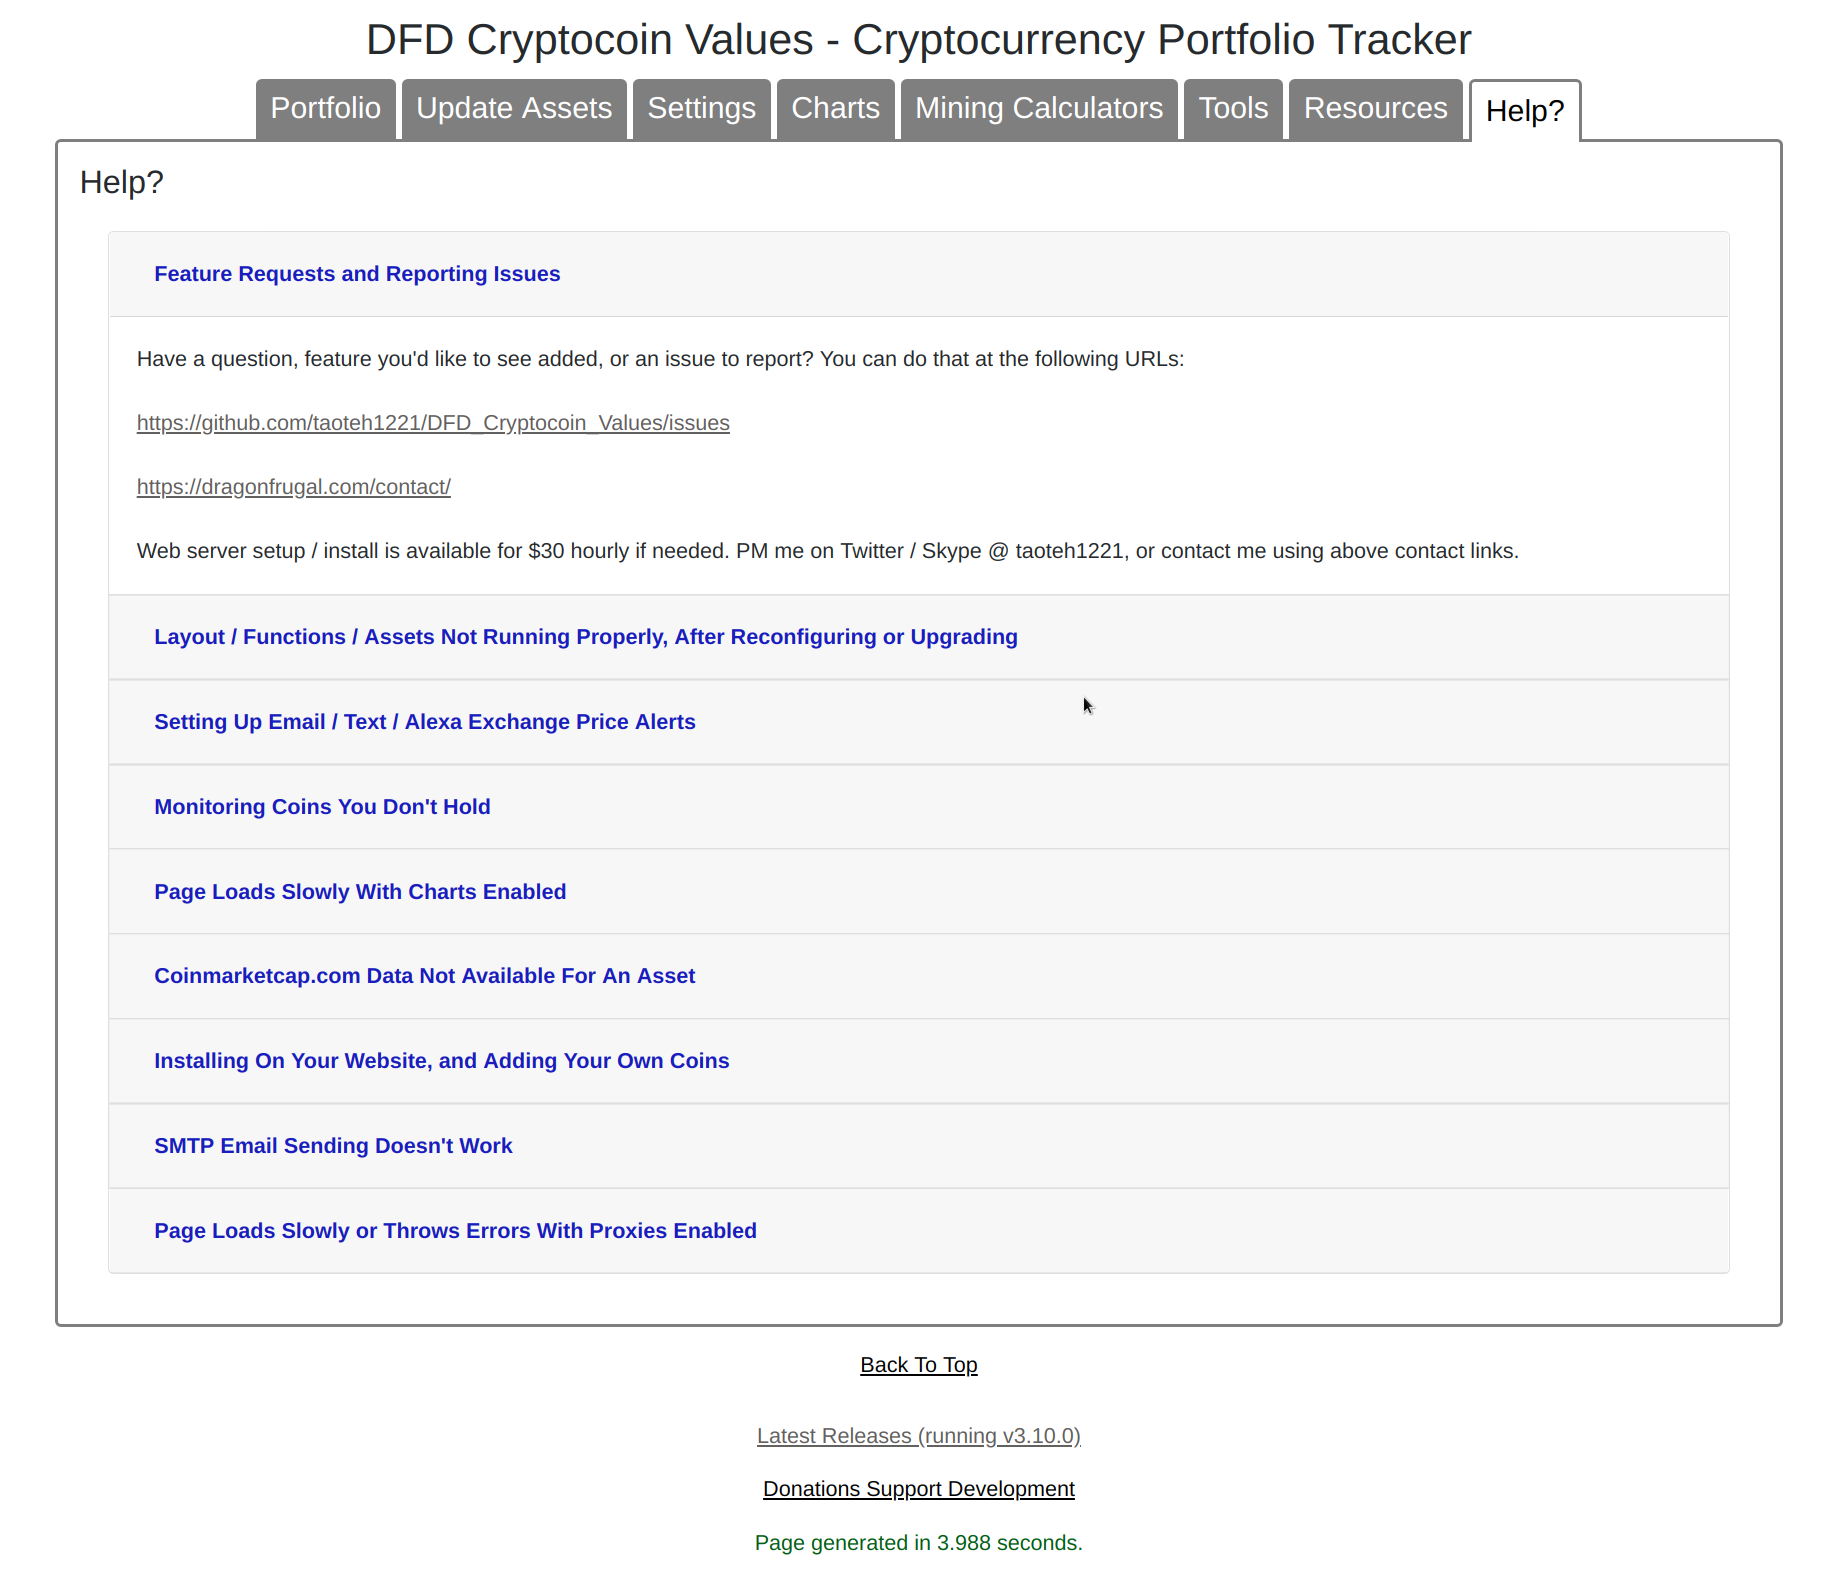 DFD Cryptocoin Values - Cryptocurrency Portfolio Tracker
Portfolio Update Assets Settings Charts Mining Calculators Tools Resources Help?
Help?
Feature Requests and Reporting Issues
Have a question, feature you'd like to see added, or an issue to report? You can do that at the following URLs:
https://github.com/taoteh1221/DFD_Cryptocoin_Values/issues
https://dragonfrugal.com/contact/
Web server setup / install is available for $30 hourly if needed. PM me on Twitter / Skype @ taoteh1221, or contact me using above contact links.
Layout / Functions / Assets Not Running Properly, After Reconfiguring or Upgrading
Setting Up Email / Text / Alexa Exchange Price Alerts
Monitoring Coins You Don't Hold
Page Loads Slowly With Charts Enabled
Coinmarketcap.com Data Not Available For An Asset
Installing On Your Website, and Adding Your Own Coins
SMTP Email Sending Doesn't Work
Page Loads Slowly or Throws Errors With Proxies Enabled
Back To Top
Latest Releases (running v3.10.0)
Donations Support Development
Page generated in 3.988 seconds.